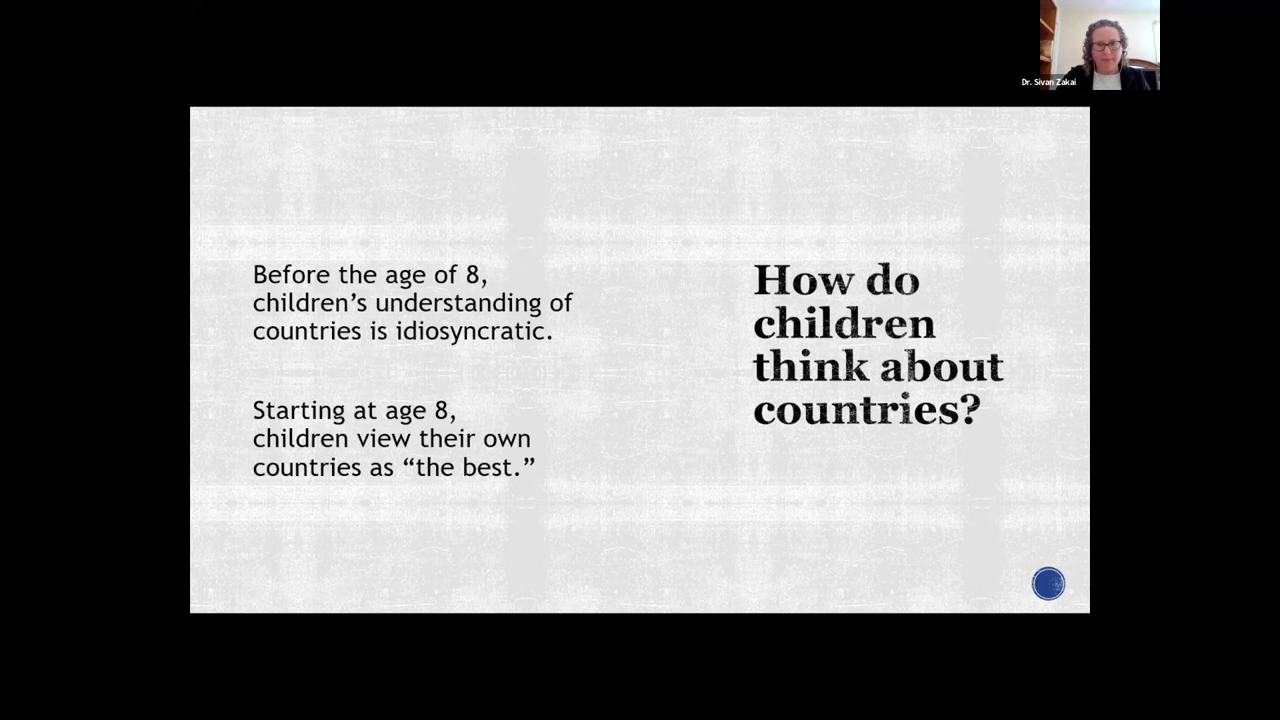 Dr. Sivan Zakai
Before the age of 8,
children’s understanding of
countries is idiosyncratic.
Starting at age 8,
children view their own
countries as “the best.”
How do
children
think about
countries?